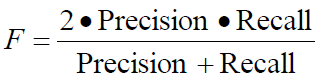 F = 2 • Precision • Recall
Precision + Recall